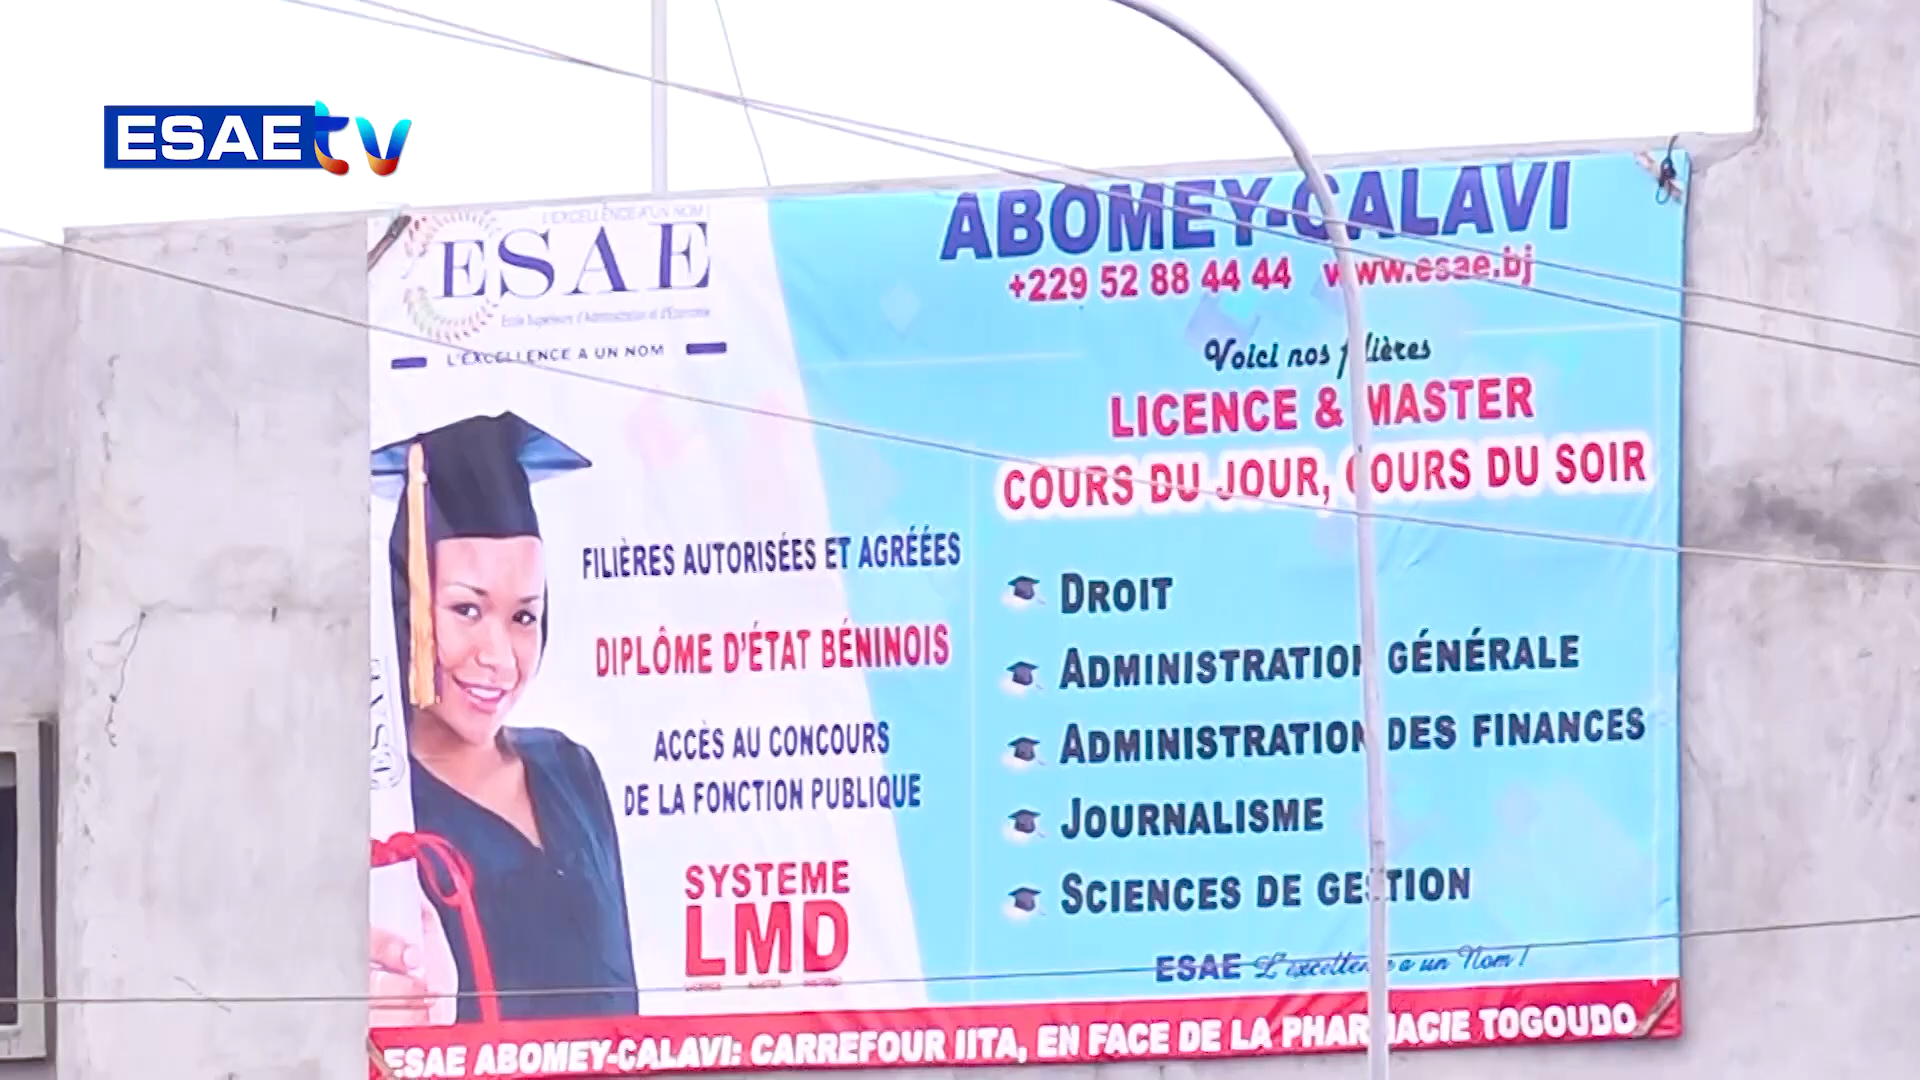 ESAE tv
L'EXCELLENCE A UN NOM !
ESAE
Ecole Supérieure d'Administration et d'Economie
L'EXCELLENCE A UN NOM
ABOMEY-CALAVI
+229 52 88 44 44 www.esae.bj
Voici nos filières
LICENCE & MASTER
COURS DU JOUR, COURS DU SOIR
FILIÈRES AUTORISÉES ET AGRÉÉES
DIPLÔME D'ÉTAT BÉNINOIS
ACCÈS AU CONCOURS
DE LA FONCTION PUBLIQUE
SYSTEME
LMD
DROIT
ADMINISTRATION GÉNÉRALE
ADMINISTRATION DES FINANCES
JOURNALISME
SCIENCES DE GESTION
ESAE L'excellence a un Nom !
ESAE
ESAE ABOMEY-CALAVI: CARREFOUR IITA, EN FACE DE LA PHARMACIE TOGOUDO